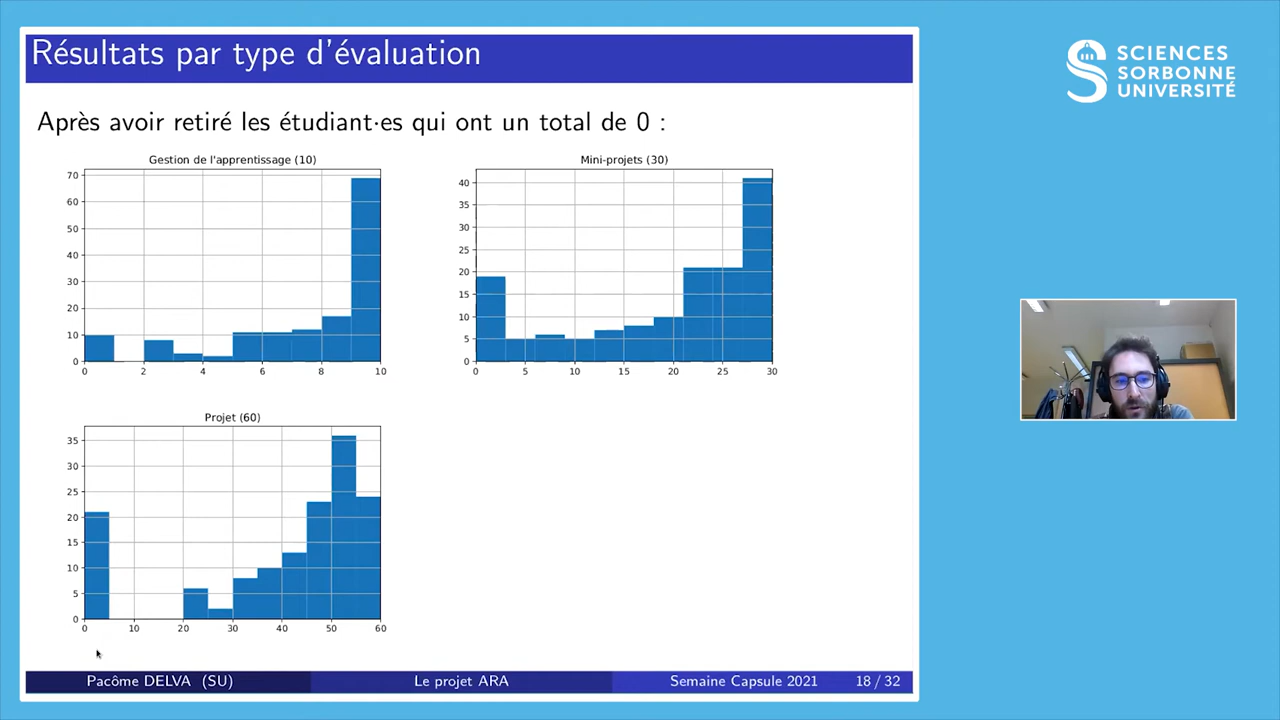 Résultats par type d'évaluation
SCIENCES
SORBONNE
UNIVERSITÉ
Après avoir retiré les étudiant·es qui ont un total de 0 :
Gestion de l'apprentissage (10)
70
60
50
40
30
20
10
0
0 2 4 6 8 10
Mini-projets (30)
40
35
30
25
20
15
10
5
0
0 5 10 15 20 25 30
Projet (60)
35
30
25
20
15
10
5
0
0 10 20 30 40 50 60
Pacôme DELVA (SU) Le projet ARA Semaine Capsule 2021 18 / 32